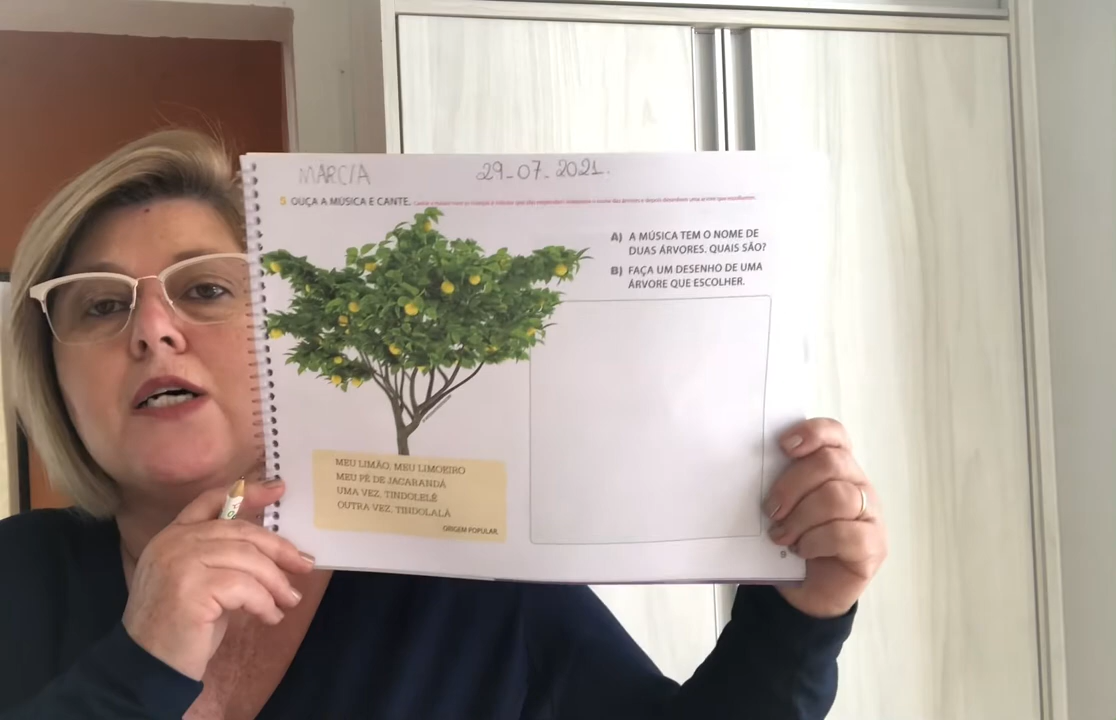 MARCIA 29-07-2021.
5 OUÇA A MÚSICA E CANTE.
A) A MÚSICA TEM O NOME DE
DUAS ÁRVORES. QUAIS SÃO?
B) FAÇA UM DESENHO DE UMA
ÁRVORE QUE ESCOLHER.
MEU LIMÃO, MEU LIMOEIRO
MEU PÉ DE JACARANDÁ
UMA VEZ, TINDOLELÊ
OUTRA VEZ, TINDOLALÁ
ORIGEM POPULAR.
9